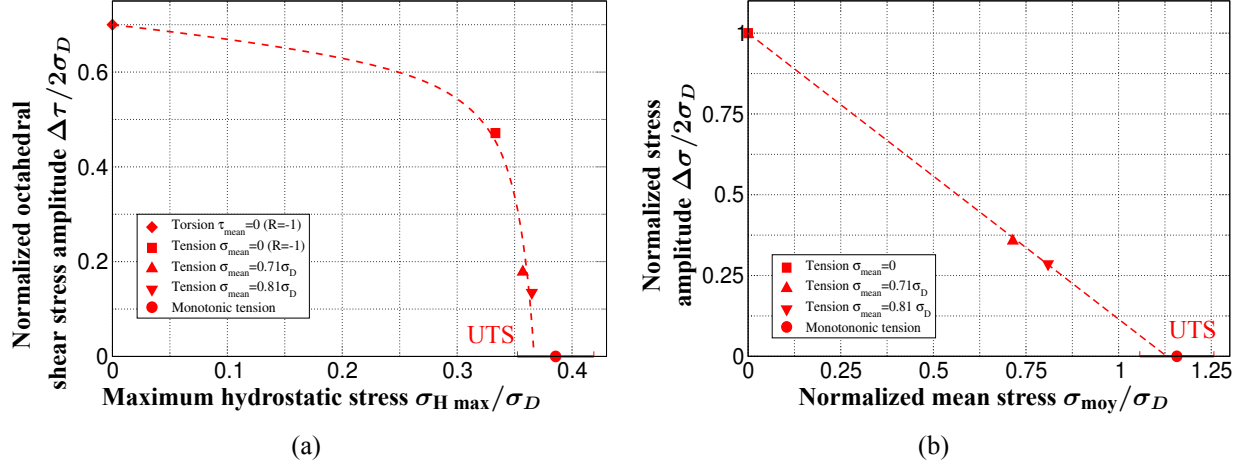 Normalized octahedral
shear stress amplitude Δτ/2σD
0.6
0.4
0.2
0
Torsion τmean=0 (R=-1)
Tension σmean=0 (R=-1)
Tension σmean=0.71σD
Tension σmean=0.81σD
Monotonic tension
UTS
0 0.1 0.2 0.3 0.4
Maximum hydrostatic stress σH max/σD
(a)
Normalized stress
amplitude Δσ/2σD
1
0.75
0.5
0.25
0
Tension σmean=0
Tension σmean=0.71σD
Tension σmean=0.81 σD
Monotononic tension
UTS
0 0.25 0.5 0.75 1 1.25
Normalized mean stress σmoy/σD
(b)